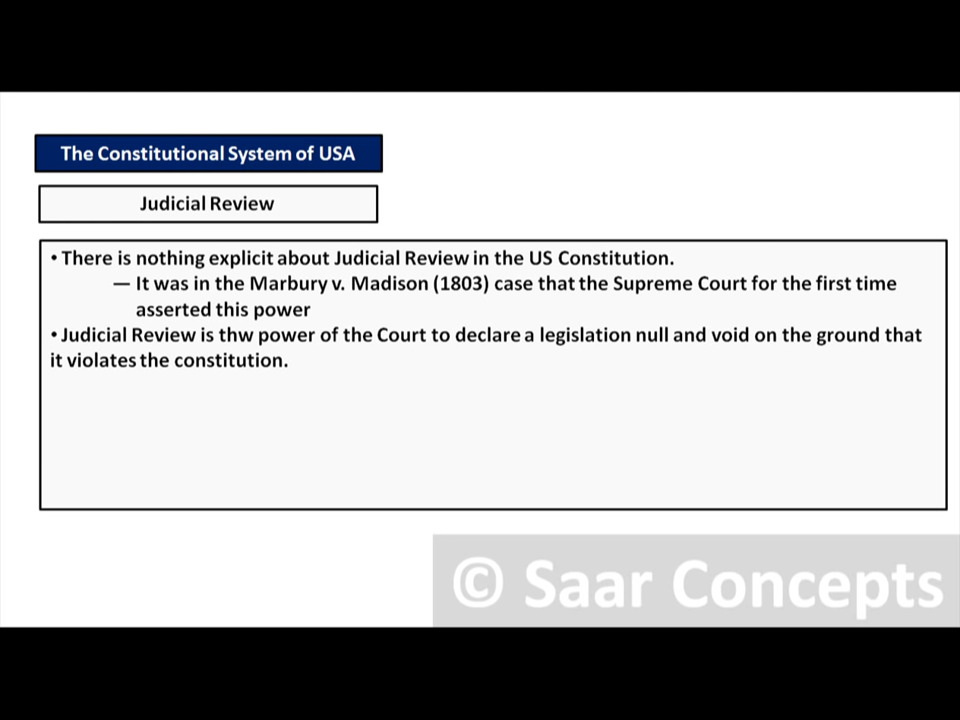 The Constitutional System of USA
Judicial Review
• There is nothing explicit about Judicial Review in the US Constitution.
— It was in the Marbury v. Madison (1803) case that the Supreme Court for the first time
asserted this power
• Judicial Review is thw power of the Court to declare a legislation null and void on the ground that
it violates the constitution.
© Saar Concepts